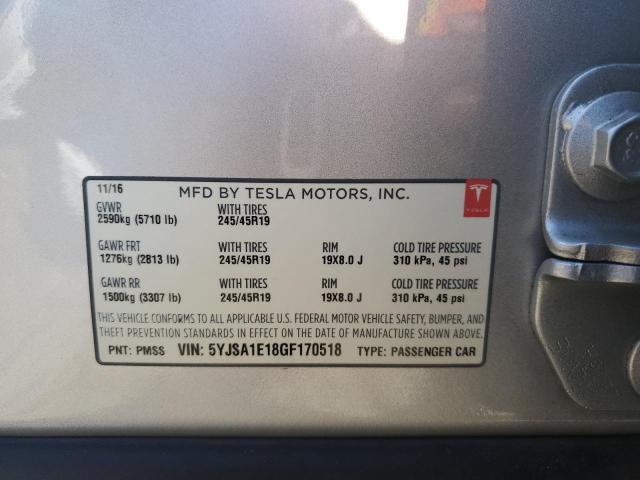 11/16 MFD BY TESLA MOTORS, INC.
GVWR WITH TIRES
2590kg (5710 lb) 245/45R19
TESLA
GAWR FRT WITH TIRES RIM COLD TIRE PRESSURE
1276kg (2813 lb) 245/45R19 19X8.0 J 310 kPa, 45 psi
GAWR RR WITH TIRES RIM COLD TIRE PRESSURE
1500kg (3307 lb) 245/45R19 19X8.0 J 310 kPa, 45 psi
THIS VEHICLE CONFORMS TO ALL APPLICABLE U.S. FEDERAL MOTOR VEHICLE SAFETY, BUMPER, AND
THEFT PREVENTION STANDARDS IN EFFECT ON THE DATE OF MANUFACTURE SHOWN ABOVE.
PNT: PMSS VIN: 5YJSA1E18GF170518 TYPE: PASSENGER CAR